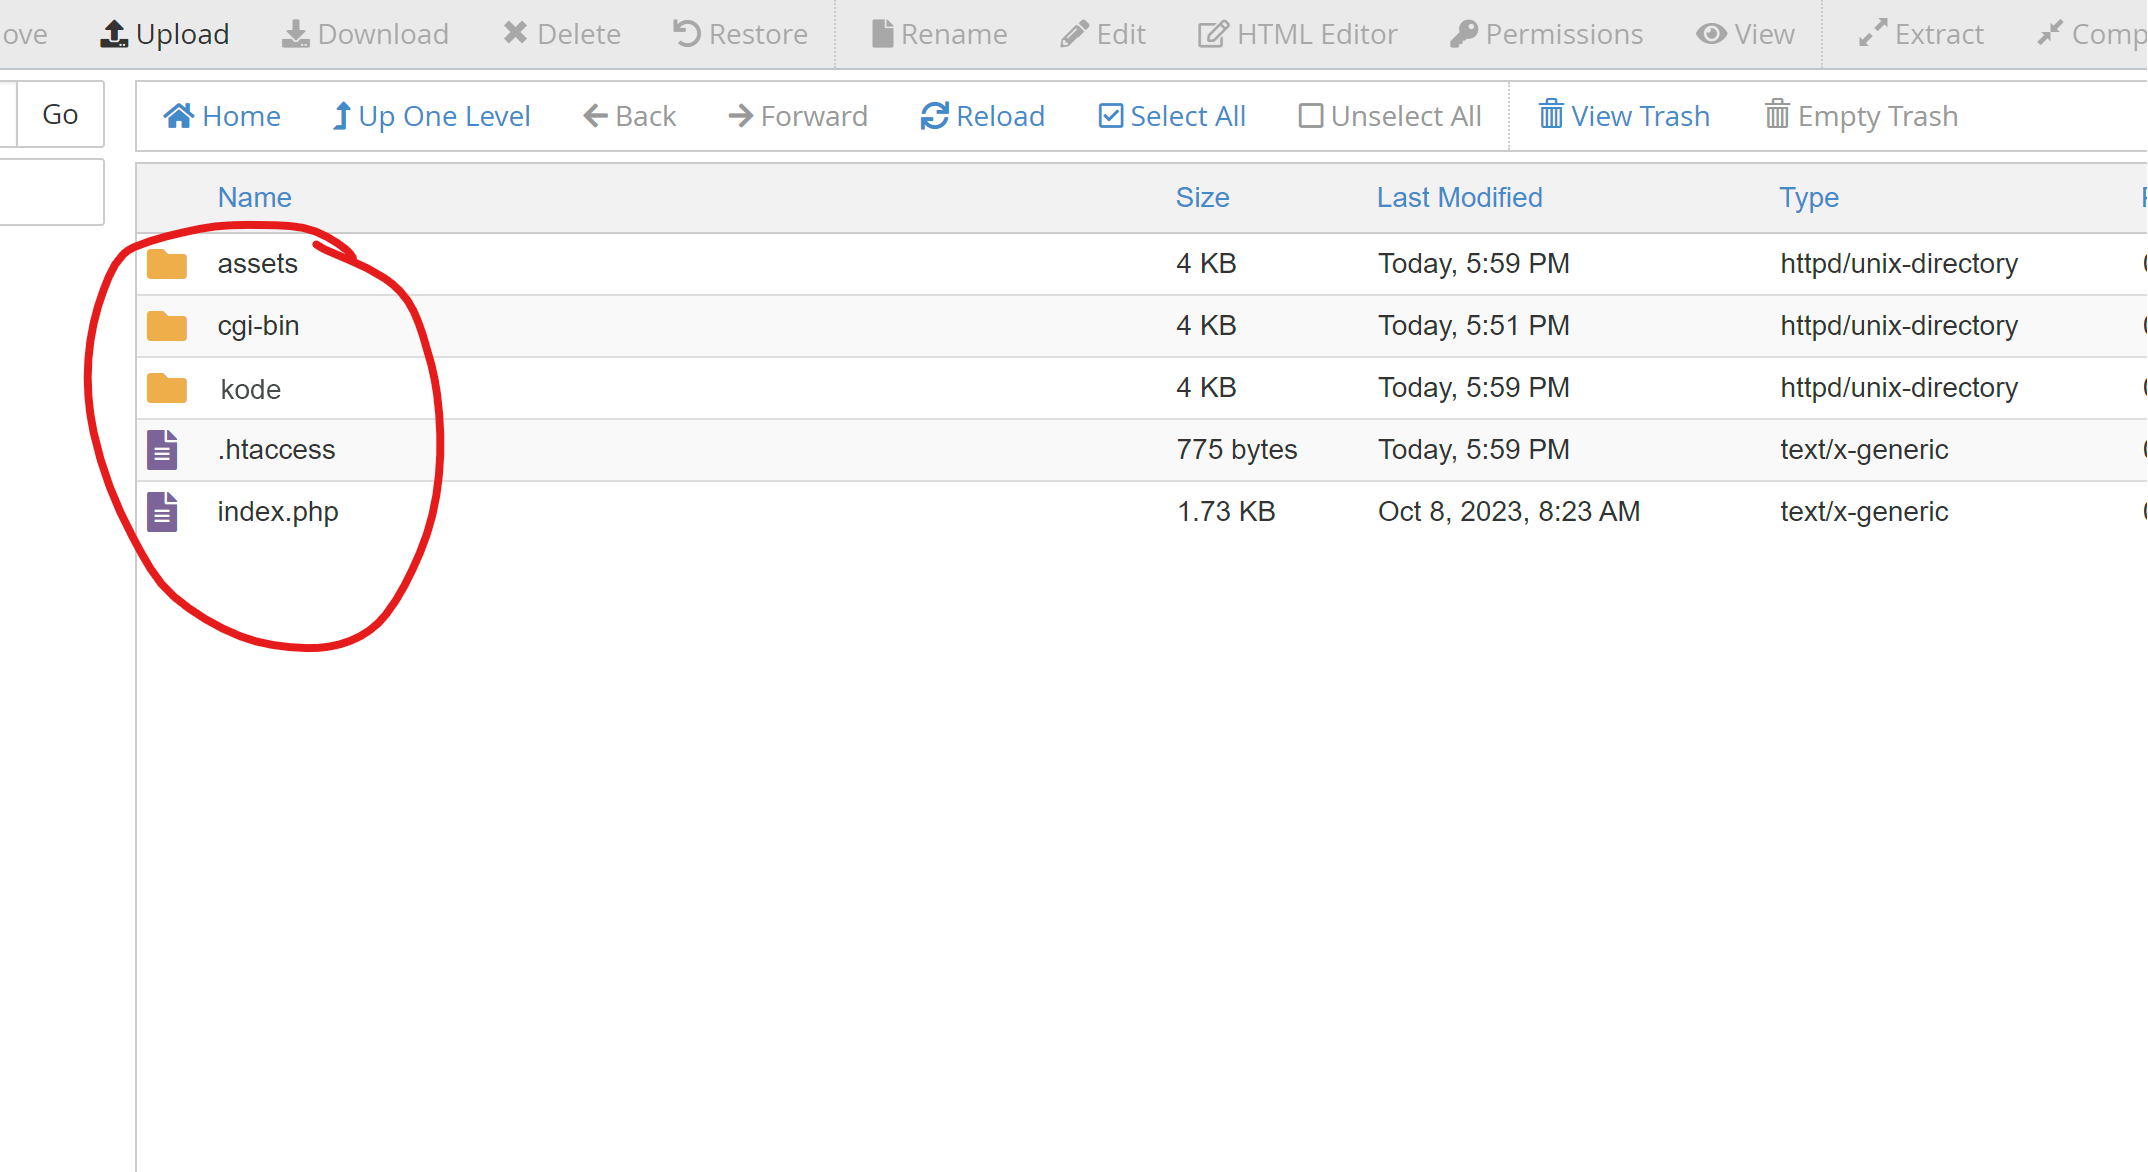 Upload Download Delete Restore Rename Edit HTML Editor Permissions View Extract
Go Home Up One Level Back Forward Reload Select All Unselect All View Trash Empty Trash
Name Size Last Modified Type
assets 4 KB Today, 5:59 PM httpd/unix-directory
cgi-bin 4 KB Today, 5:51 PM httpd/unix-directory
kode 4 KB Today, 5:59 PM httpd/unix-directory
.htaccess 775 bytes Today, 5:59 PM text/x-generic
index.php 1.73 KB Oct 8, 2023, 8:23 AM text/x-generic